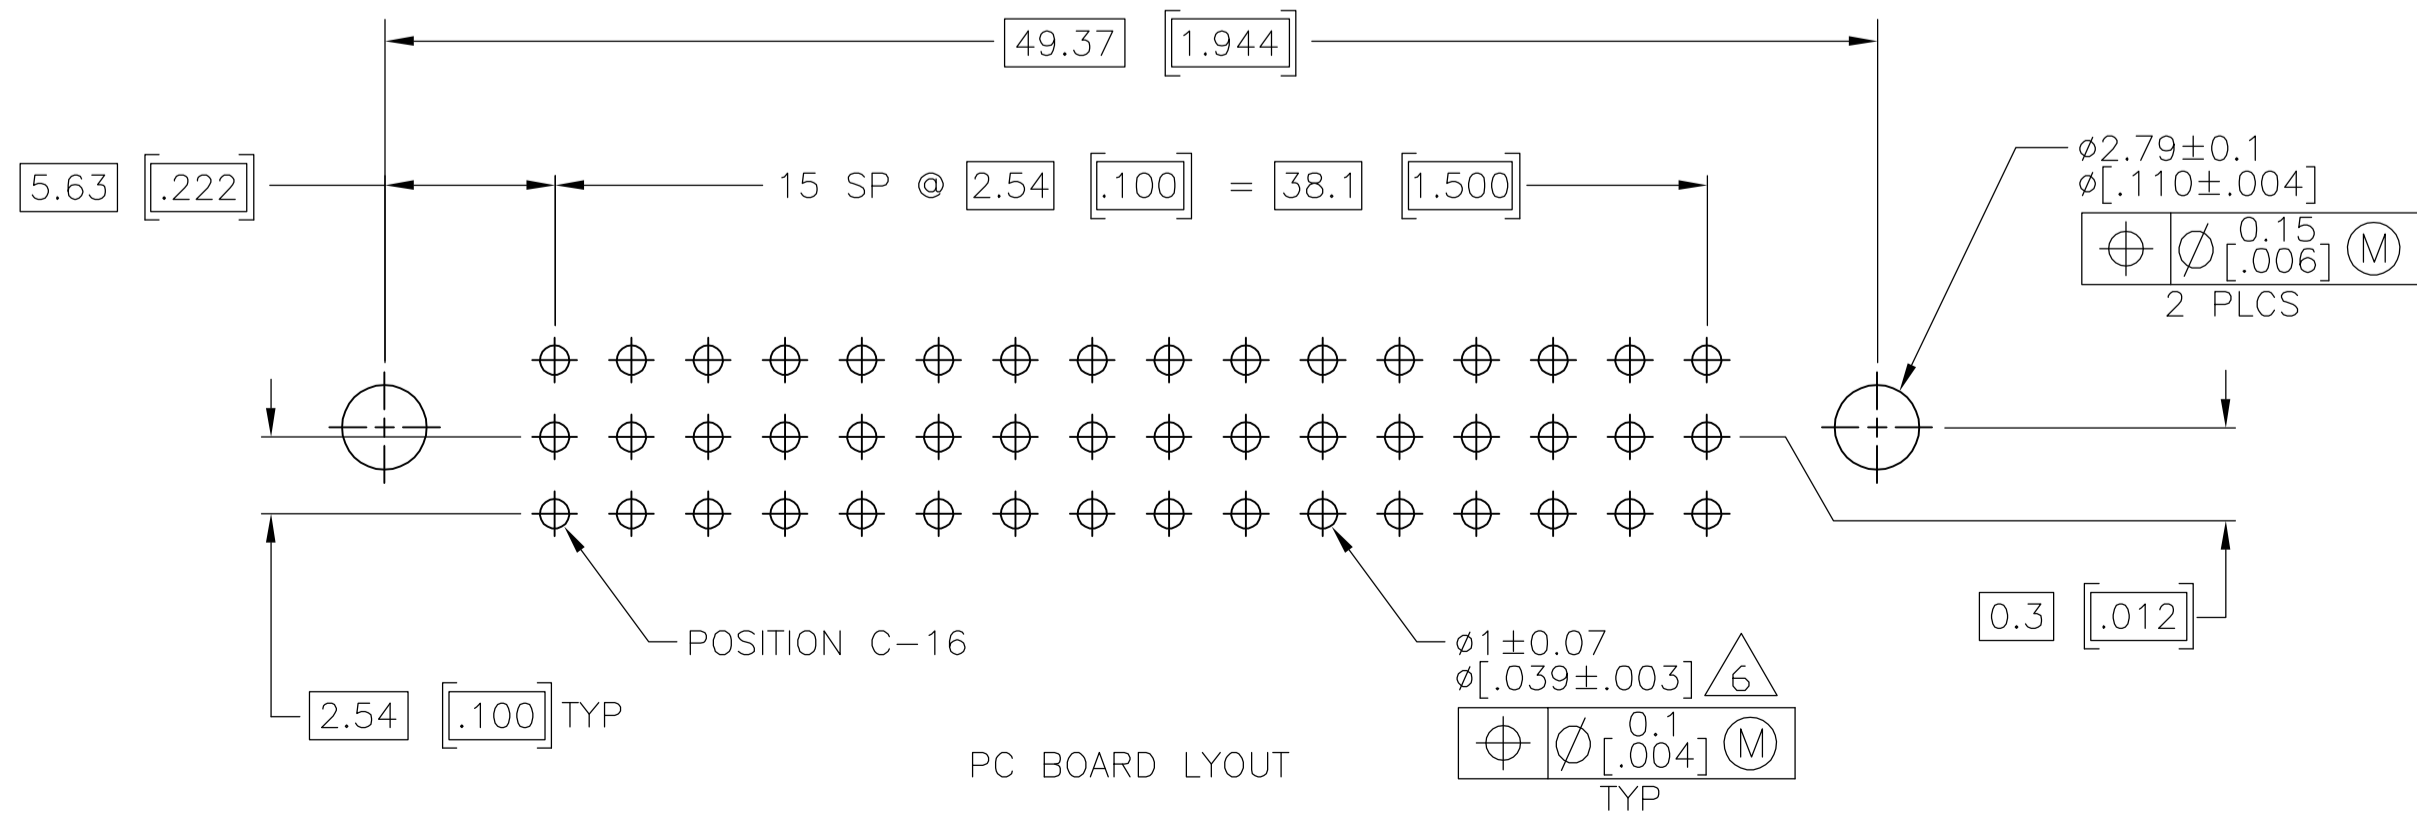 49.37 [1.944]
5.63 [.222]
15 SP @ 2.54 [.100] = 38.1 [1.500]
⌀2.79±0.1
⌀[.110±.004]
⌖ ⌀ 0.15 [.006] Ⓜ
2 PLCS
POSITION C-16
2.54 [.100] TYP
⌀1±0.07
⌀[.039±.003] 6
⌖ ⌀ 0.1 [.004] Ⓜ
TYP
0.3 [.012]
PC BOARD LYOUT